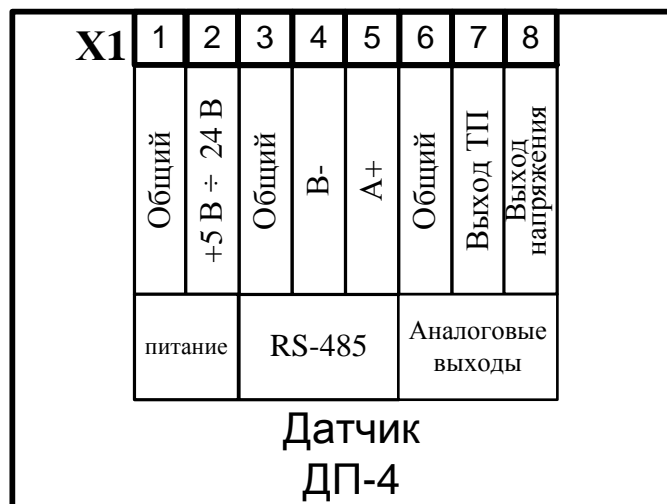 X1 1 2 3 4 5 6 7 8
Общий
+5 В ÷ 24 В
Общий
B-
A+
Общий
Выход ТП
Выход
напряжения
питание
RS-485
Аналоговые
выходы
Датчик
ДП-4